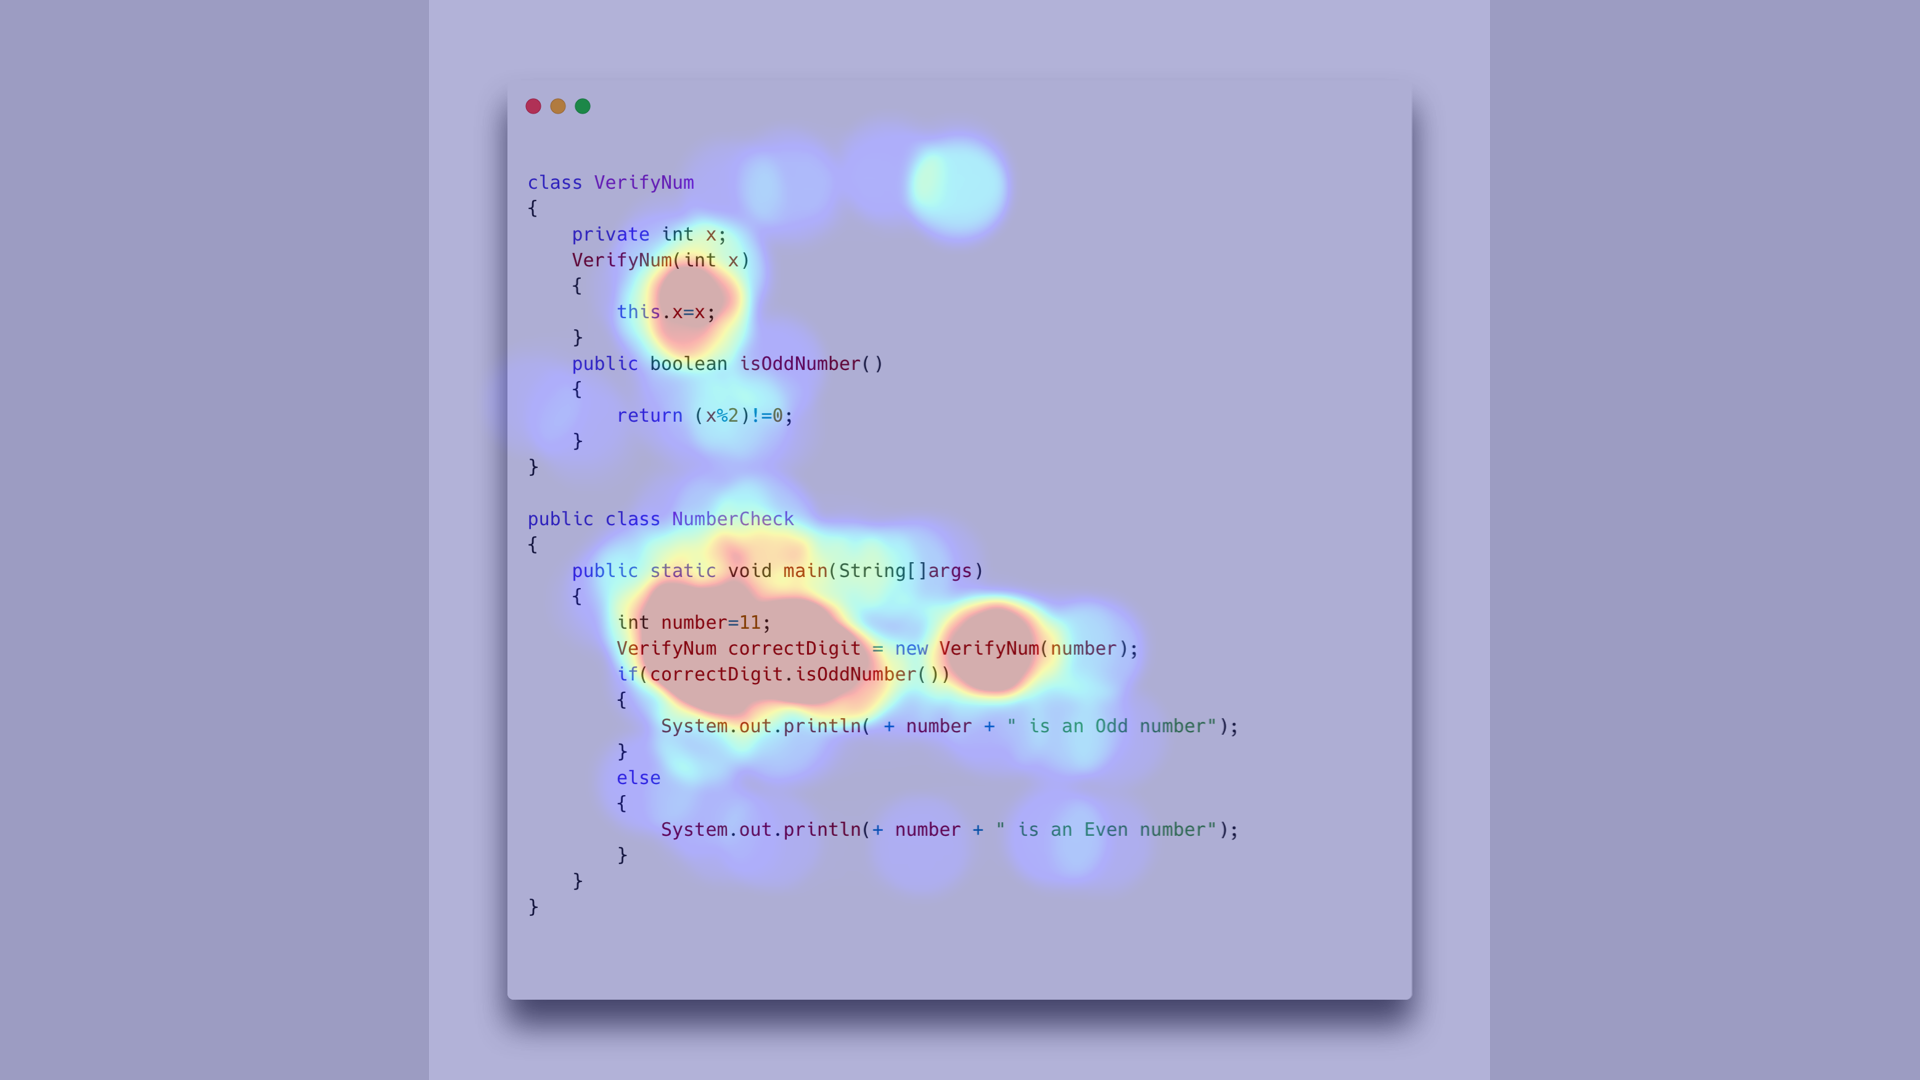 class VerifyNum
{
    private int x;
    VerifyNum(int x)
    {
        this.x=x;
    }
    public boolean isOddNumber()
    {
        return (x%2)!=0;
    }
}

public class NumberCheck
{
    public static void main(String[]args)
    {
        int number=11;
        VerifyNum correctDigit = new VerifyNum(number);
        if(correctDigit.isOddNumber())
        {
            System.out.println( + number + " is an Odd number");
        }
        else
        {
            System.out.println(+ number + " is an Even number");
        }
    }
}